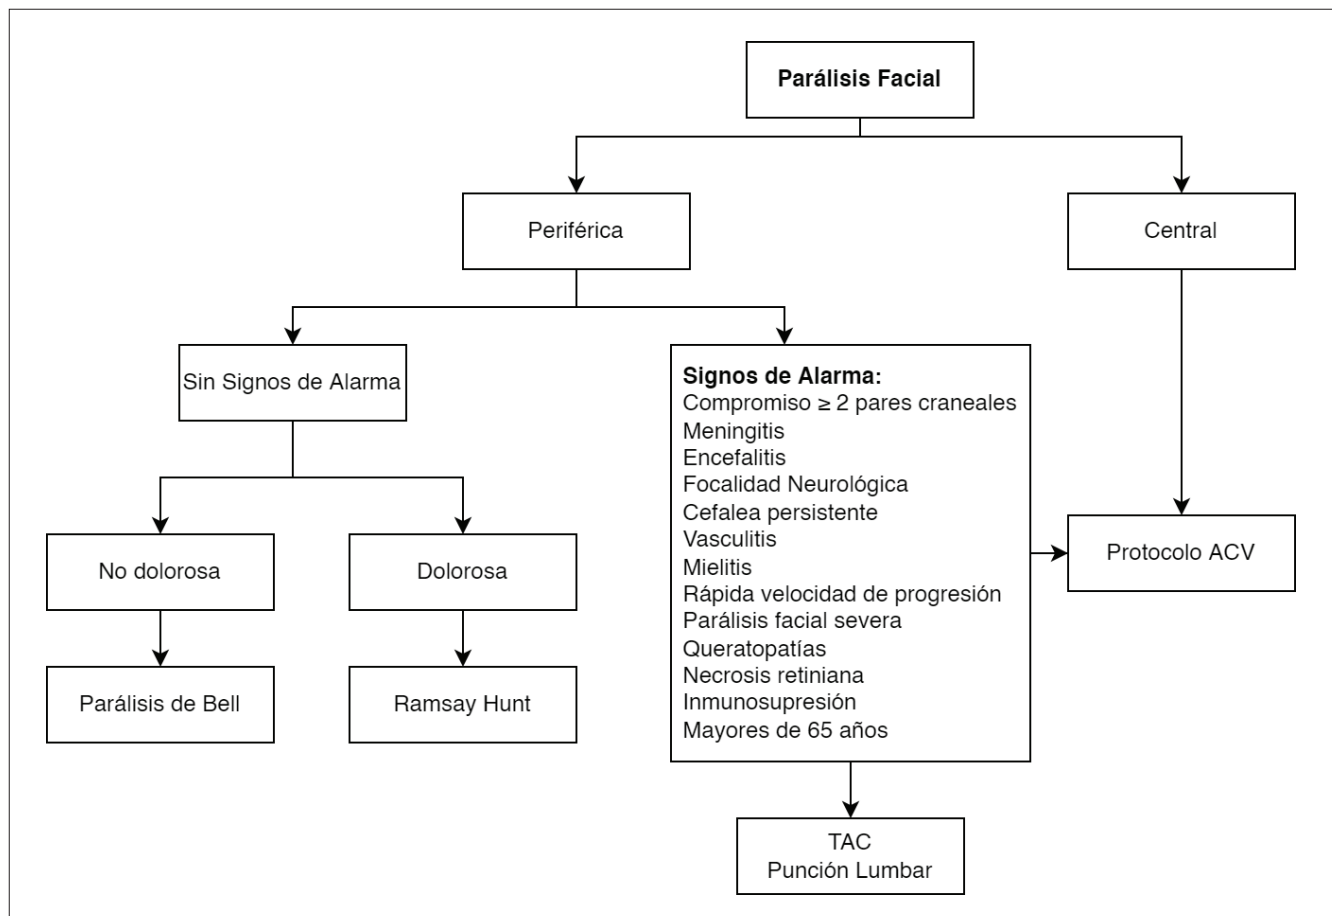 Parálisis Facial
Periférica
Central
Sin Signos de Alarma
Signos de Alarma:
Compromiso ≥ 2 pares craneales
Meningitis
Encefalitis
Focalidad Neurológica
Cefalea persistente
Vasculitis
Mielitis
Rápida velocidad de progresión
Parálisis facial severa
Queratopatías
Necrosis retiniana
Inmunosupresión
Mayores de 65 años
Protocolo ACV
No dolorosa
Dolorosa
Parálisis de Bell
Ramsay Hunt
TAC
Punción Lumbar